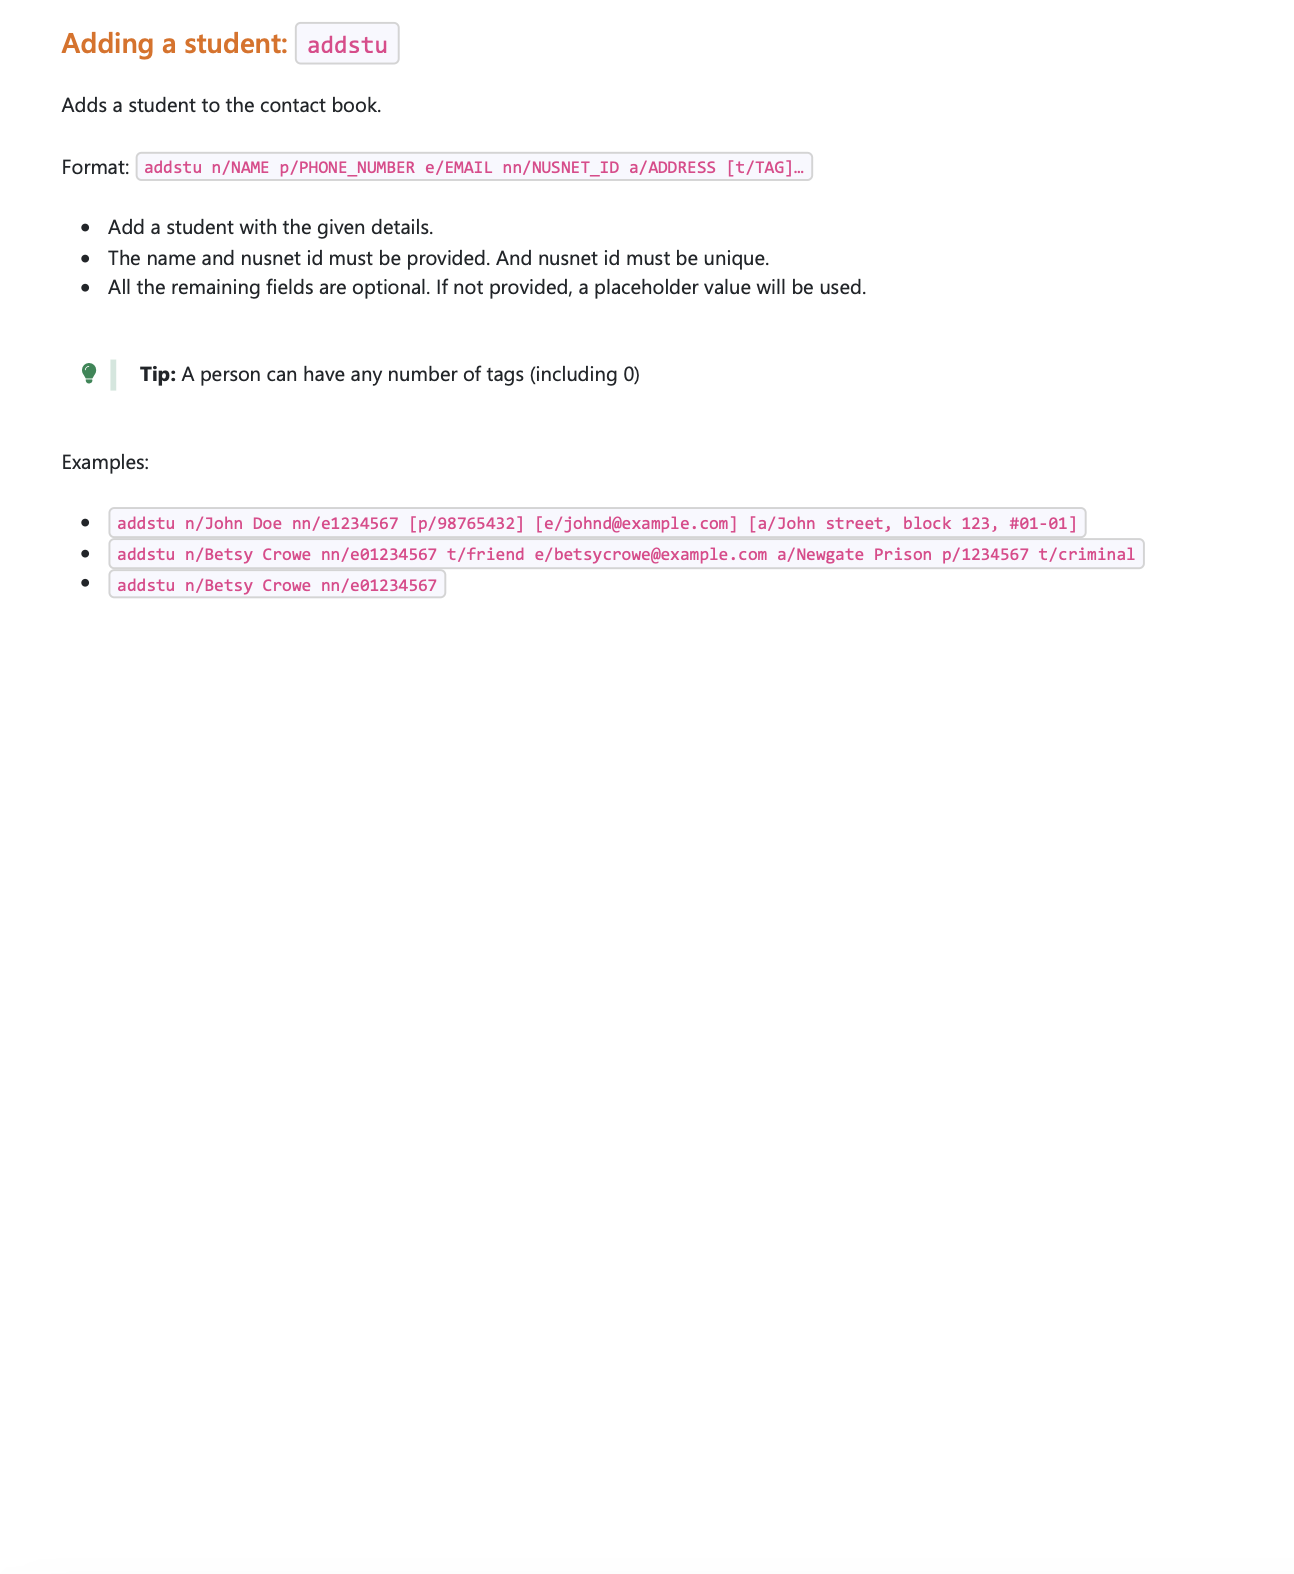 Adding a student: addstu
Adds a student to the contact book.
Format: addstu n/NAME p/PHONE_NUMBER e/EMAIL nn/NUSNET_ID a/ADDRESS [t/TAG]…
Add a student with the given details.
The name and nusnet id must be provided. And nusnet id must be unique.
All the remaining fields are optional. If not provided, a placeholder value will be used.
Tip: A person can have any number of tags (including 0)
Examples:
addstu n/John Doe nn/e1234567 [p/98765432] [e/johnd@example.com] [a/John street, block 123, #01-01]
addstu n/Betsy Crowe nn/e01234567 t/friend e/betsycrowe@example.com a/Newgate Prison p/1234567 t/criminal
addstu n/Betsy Crowe nn/e01234567